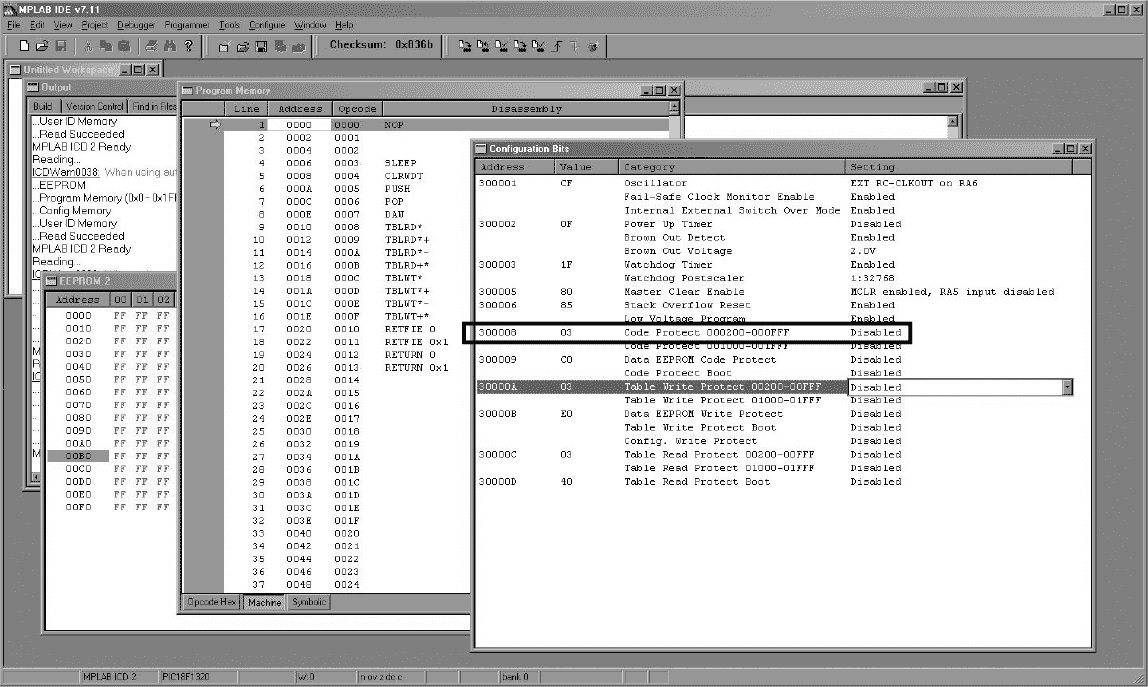 MPLAB IDE v7.11
File Edit View Project Debugger Programmer Tools Configure Window Help
Checksum: 0x836b
Untitled Workspace
Output
Build Version Control Find in Files
...User ID Memory
...Read Succeeded
MPLAB ICD 2 Ready
Reading...
ICDWarn0038: When using aut
...EEPROM
...Program Memory (0x0 - 0x1F
...Config Memory
...User ID Memory
...Read Succeeded
MPLAB ICD 2 Ready
Reading...
EEPROM-2
Address 00 01 02
0000 FF FF FF
0010 FF FF FF
0020 FF FF FF
0030 FF FF FF
0040 FF FF FF
0050 FF FF FF
0060 FF FF FF
0070 FF FF FF
0080 FF FF FF
0090 FF FF FF
00A0 FF FF FF
00B0 FF FF FF
00C0 FF FF FF
00D0 FF FF FF
00E0 FF FF FF
00F0 FF FF FF
Program Memory
Line Address Opcode Disassembly
1 0000 0000 NOP
2 0002 0001
3 0004 0002
4 0006 0003 SLEEP
5 0008 0004 CLRWDT
6 000A 0005 PUSH
7 000C 0006 POP
8 000E 0007 DAW
9 0010 0008 TBLRD*
10 0012 0009 TBLRD*+
11 0014 000A TBLRD*-
12 0016 000B TBLRD+*
13 0018 000C TBLWT*
14 001A 000D TBLWT*+
15 001C 000E TBLWT*-
16 001E 000F TBLWT+*
17 0020 0010 RETFIE 0
18 0022 0011 RETFIE 0x1
19 0024 0012 RETURN 0
20 0026 0013 RETURN 0x1
21 0028 0014
22 002A 0015
23 002C 0016
24 002E 0017
25 0030 0018
26 0032 0019
27 0034 001A
28 0036 001B
29 0038 001C
30 003A 001D
31 003C 001E
32 003E 001F
33 0040 0020
34 0042 0021
35 0044 0022
36 0046 0023
37 0048 0024
Opcode Hex Machine Symbolic
Configuration Bits
Address Value Category Setting
300001 CF Oscillator EXT RC-CLKOUT on RA6
Fail-Safe Clock Monitor Enable Enabled
Internal External Switch Over Mode Enabled
300002 0F Power Up Timer Disabled
Brown Out Detect Enabled
Brown Out Voltage 2.0V
300003 1F Watchdog Timer Enabled
Watchdog Postscaler 1:32768
300005 80 Master Clear Enable MCLR enabled, RA5 input disabled
300006 85 Stack Overflow Reset Enabled
Low Voltage Program Enabled
300008 03 Code Protect 000200-000FFF Disabled
Code Protect 001000-001FFF Disabled
300009 C0 Data EEPROM Code Protect Disabled
Code Protect Boot Disabled
30000A 03 Table Write Protect 00200-00FFF Disabled
Table Write Protect 01000-01FFF Disabled
30000B E0 Data EEPROM Write Protect Disabled
Table Write Protect Boot Disabled
Config. Write Protect Disabled
30000C 03 Table Read Protect 00200-00FFF Disabled
Table Read Protect 01000-01FFF Disabled
30000D 40 Table Read Protect Boot Disabled
MPLAB ICD 2 PIC18F1320 W:0 n ov z dc c bank 0